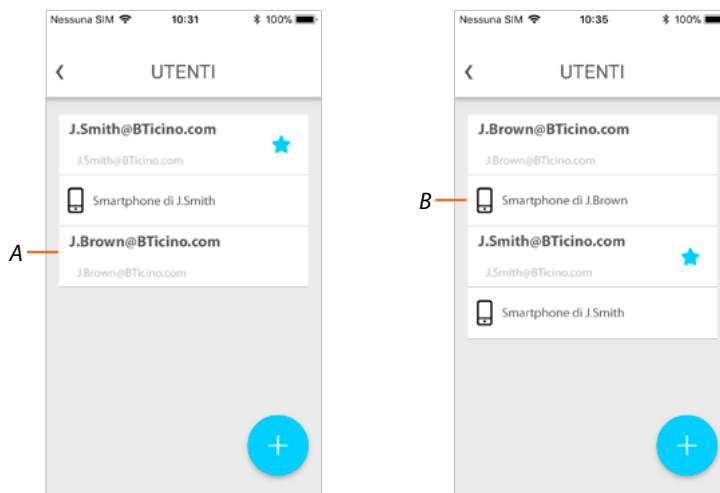 Nessuna SIM 10:31 100%
UTENTI
J.Smith@BTicino.com
J.Smith@BTicino.com
Smartphone di J.Smith
A
J.Brown@BTicino.com
J.Brown@BTicino.com
+
Nessuna SIM 10:35 100%
UTENTI
J.Brown@BTicino.com
J.Brown@BTicino.com
B
Smartphone di J.Brown
J.Smith@BTicino.com
J.Smith@BTicino.com
Smartphone di J.Smith
+